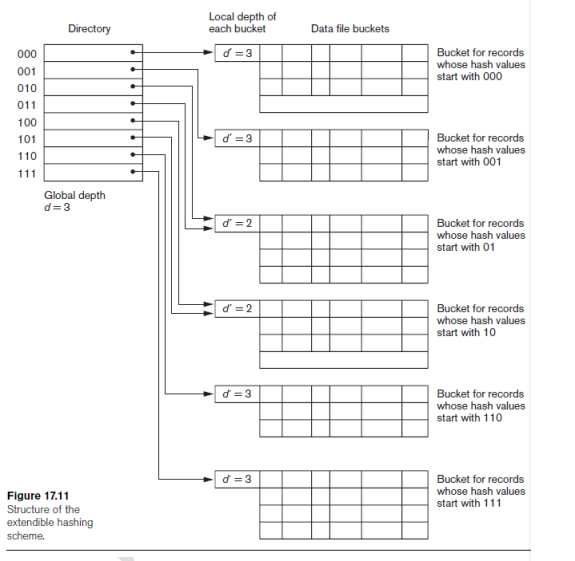 Directory
Local depth of
each bucket
Data file buckets
000
001
010
011
100
101
110
111
Global depth
d = 3
d′ = 3
Bucket for records
whose hash values
start with 000
d′ = 3
Bucket for records
whose hash values
start with 001
d′ = 2
Bucket for records
whose hash values
start with 01
d′ = 2
Bucket for records
whose hash values
start with 10
d′ = 3
Bucket for records
whose hash values
start with 110
d′ = 3
Bucket for records
whose hash values
start with 111
Figure 17.11
Structure of the
extendible hashing
scheme.